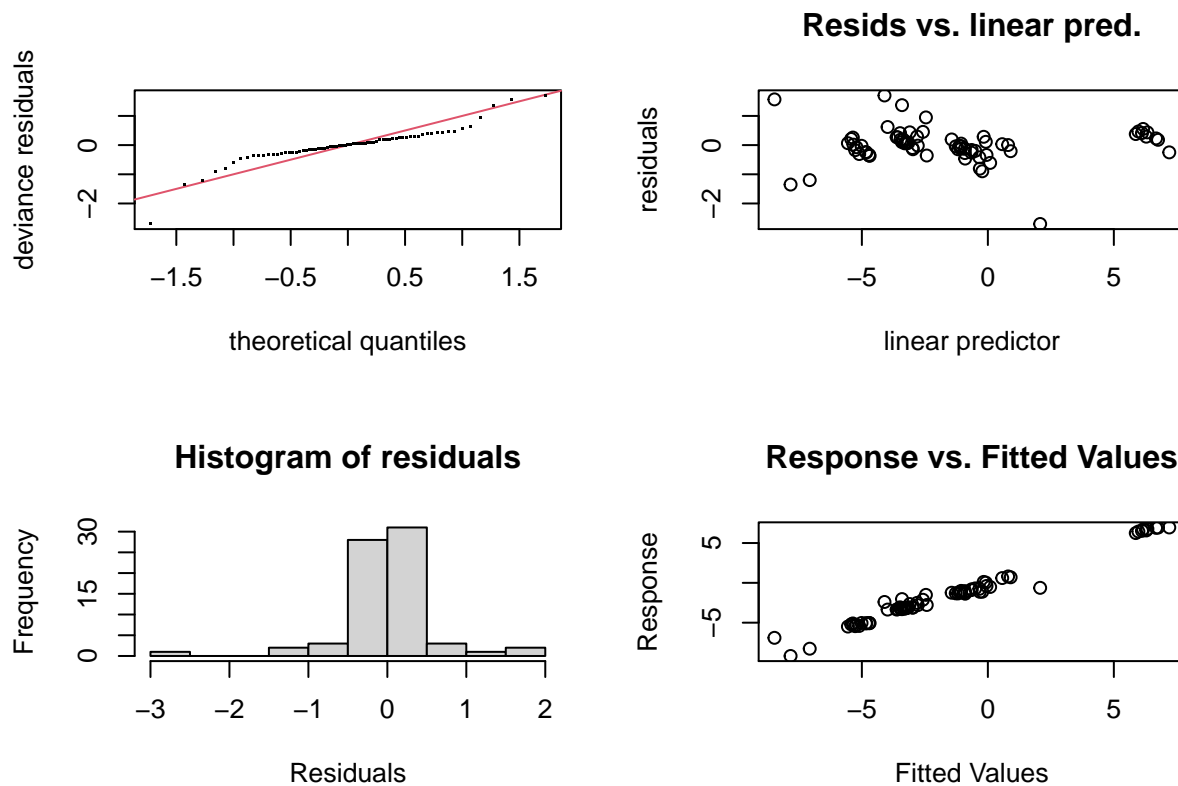 deviance residuals
0
−2
−1.5
−0.5
0.5
1.5
theoretical quantiles
Resids vs. linear pred.
residuals
0
−2
−5
0
5
linear predictor
Histogram of residuals
Frequency
30
15
0
−3
−2
−1
0
1
2
Residuals
Response vs. Fitted Values
Response
5
−5
−5
0
5
Fitted Values